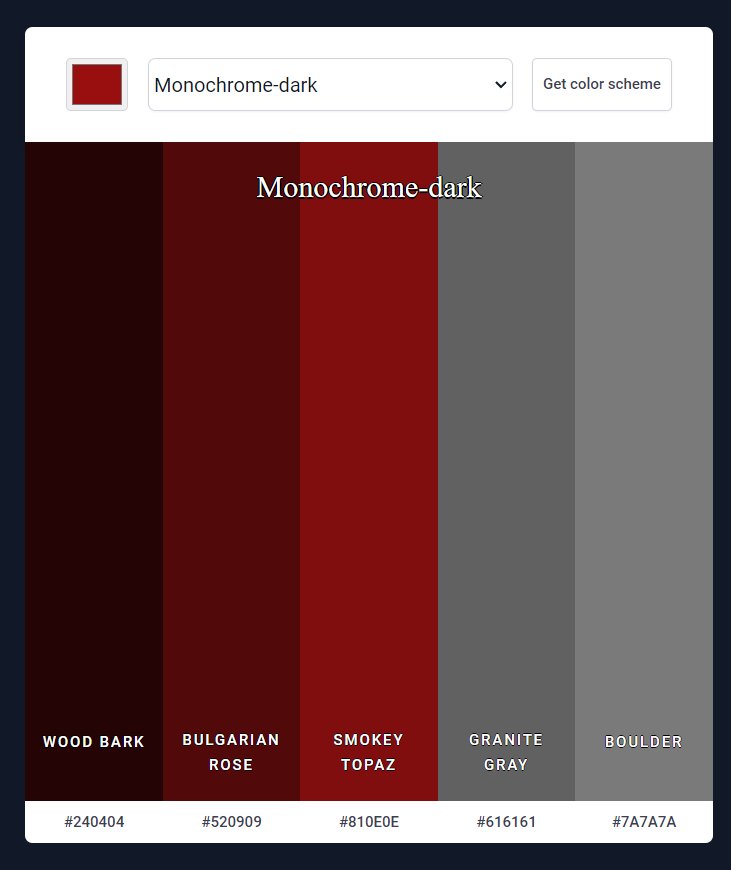 Monochrome-dark
Get color scheme
Monochrome-dark
WOOD BARK
BULGARIAN
ROSE
SMOKEY
TOPAZ
GRANITE
GRAY
BOULDER
#240404
#520909
#810E0E
#616161
#7A7A7A